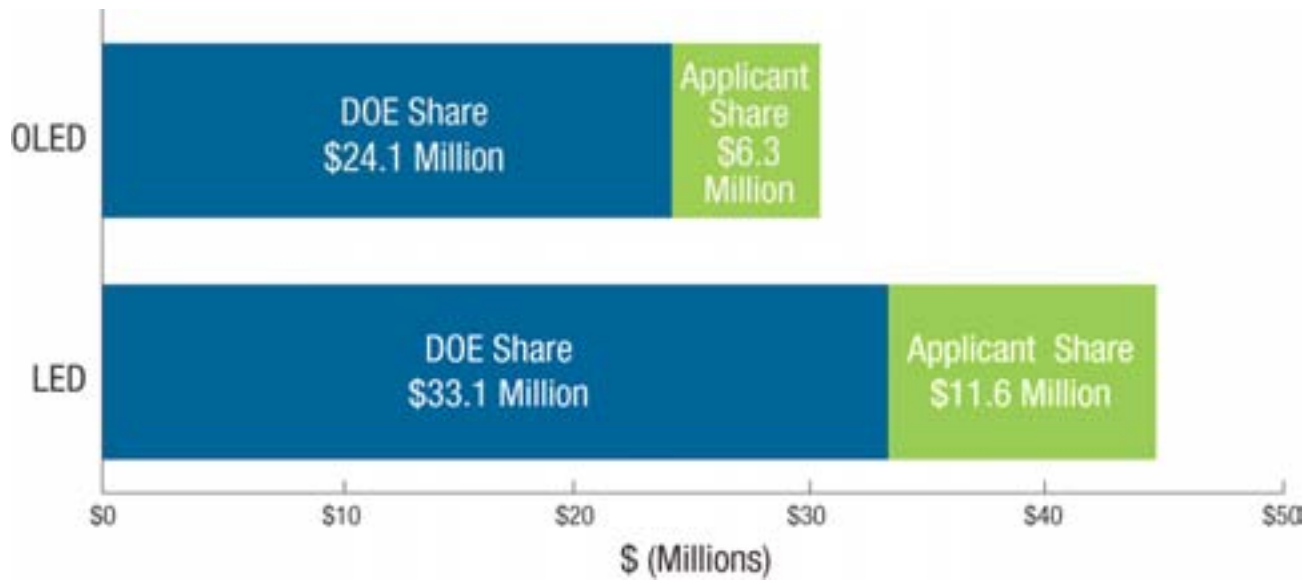 OLED
DOE Share
$24.1 Million
Applicant
Share
$6.3
Million
LED
DOE Share
$33.1 Million
Applicant Share
$11.6 Million
$0 $10 $20 $30 $40 $50
$ (Millions)